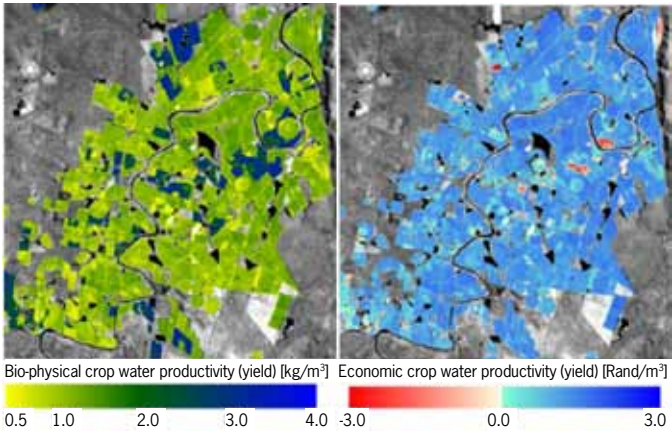 Bio-physical crop water productivity (yield) [kg/m³]
0.5 1.0 2.0 3.0 4.0
Economic crop water productivity (yield) [Rand/m³]
-3.0 0.0 3.0